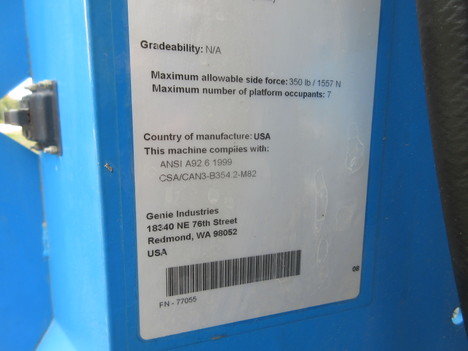 Gradeability: N/A
Maximum allowable side force: 350 lb / 1557 N
Maximum number of platform occupants: 7
Country of manufacture: USA
This machine complies with:
ANSI A92.6 1999
CSA/CAN3-B354.2-M82
Genie Industries
18340 NE 76th Street
Redmond, WA 98052
USA
FN - 77055